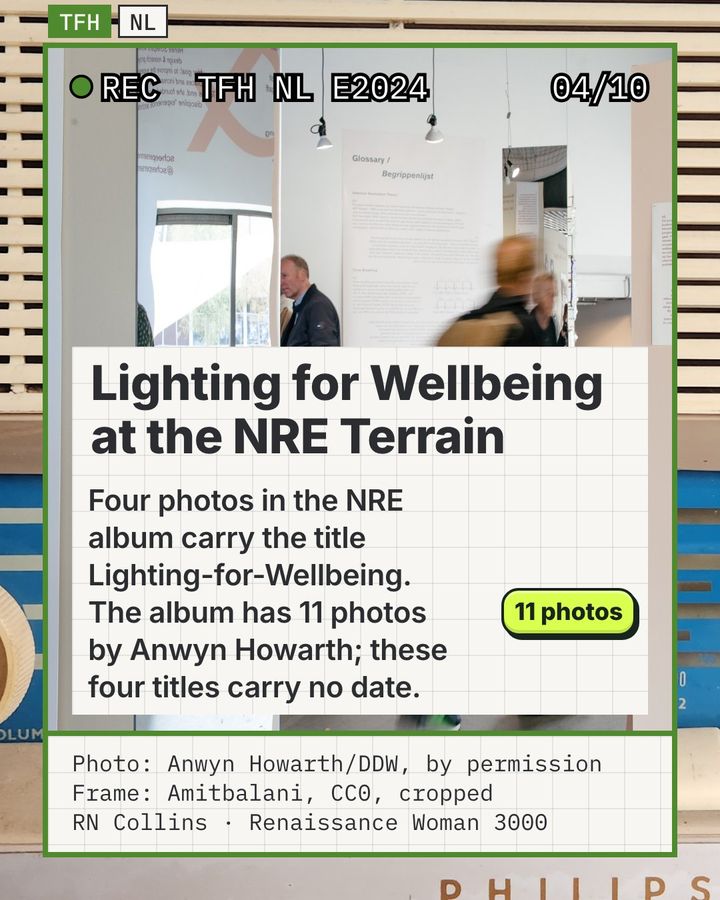 TFH NL
REC TFH NL E2024 04/10
Glossary /
Begrippenlijst
Lighting for Wellbeing
at the NRE Terrain
Four photos in the NRE
album carry the title
Lighting-for-Wellbeing.
The album has 11 photos
by Anwyn Howarth; these
four titles carry no date.
11 photos
Photo: Anwyn Howarth/DDW, by permission
Frame: Amitbalani, CC0, cropped
RN Collins · Renaissance Woman 3000
PHILIPS